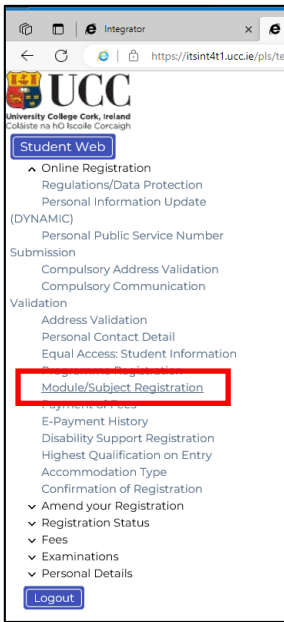 Integrator
https://itsint4t1.ucc.ie/pls/te
UCC
University College Cork, Ireland
Coláiste na hOllscoile Corcaigh
Student Web
Online Registration
Regulations/Data Protection
Personal Information Update
(DYNAMIC)
Personal Public Service Number
Submission
Compulsory Address Validation
Compulsory Communication
Validation
Address Validation
Personal Contact Detail
Equal Access: Student Information
Programme Registration
Module/Subject Registration
Payment of Fees
E-Payment History
Disability Support Registration
Highest Qualification on Entry
Accommodation Type
Confirmation of Registration
Amend your Registration
Registration Status
Fees
Examinations
Personal Details
Logout